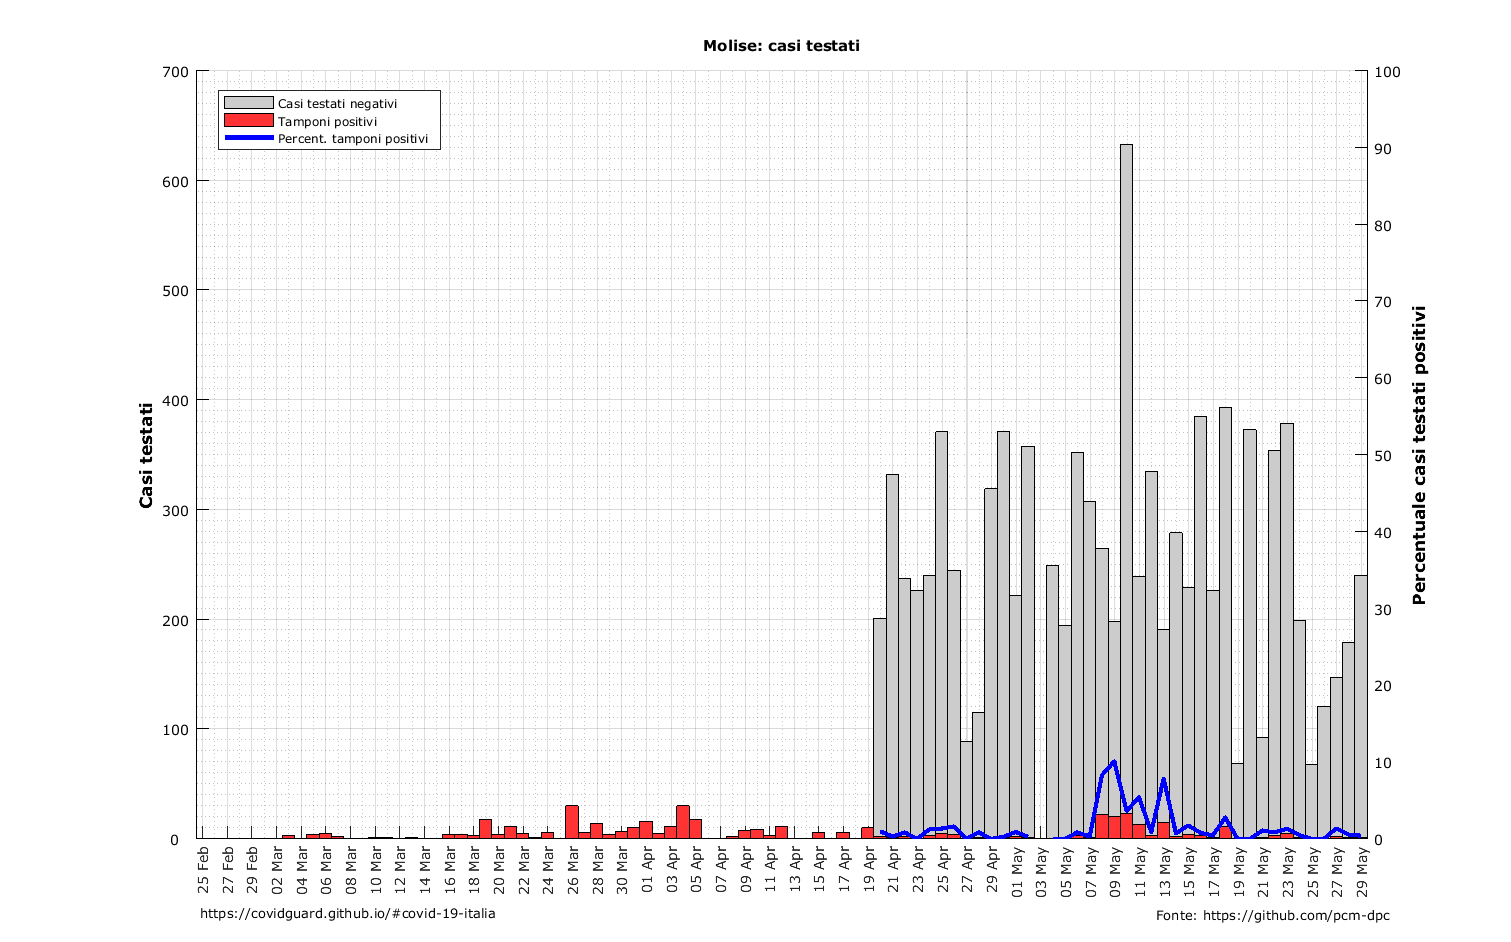 Molise: casi testati
Casi testati negativi
Tamponi positivi
Percent. tamponi positivi
Casi testati
700
600
500
400
300
200
100
0
100
90
80
70
60
50
40
30
20
10
0
Percentuale casi testati positivi
25 Feb
27 Feb
29 Feb
02 Mar
04 Mar
06 Mar
08 Mar
10 Mar
12 Mar
14 Mar
16 Mar
18 Mar
20 Mar
22 Mar
24 Mar
26 Mar
28 Mar
30 Mar
01 Apr
03 Apr
05 Apr
07 Apr
09 Apr
11 Apr
13 Apr
15 Apr
17 Apr
19 Apr
21 Apr
23 Apr
25 Apr
27 Apr
29 Apr
01 May
03 May
05 May
07 May
09 May
11 May
13 May
15 May
17 May
19 May
21 May
23 May
25 May
27 May
29 May
https://covidguard.github.io/#covid-19-italia
Fonte: https://github.com/pcm-dpc